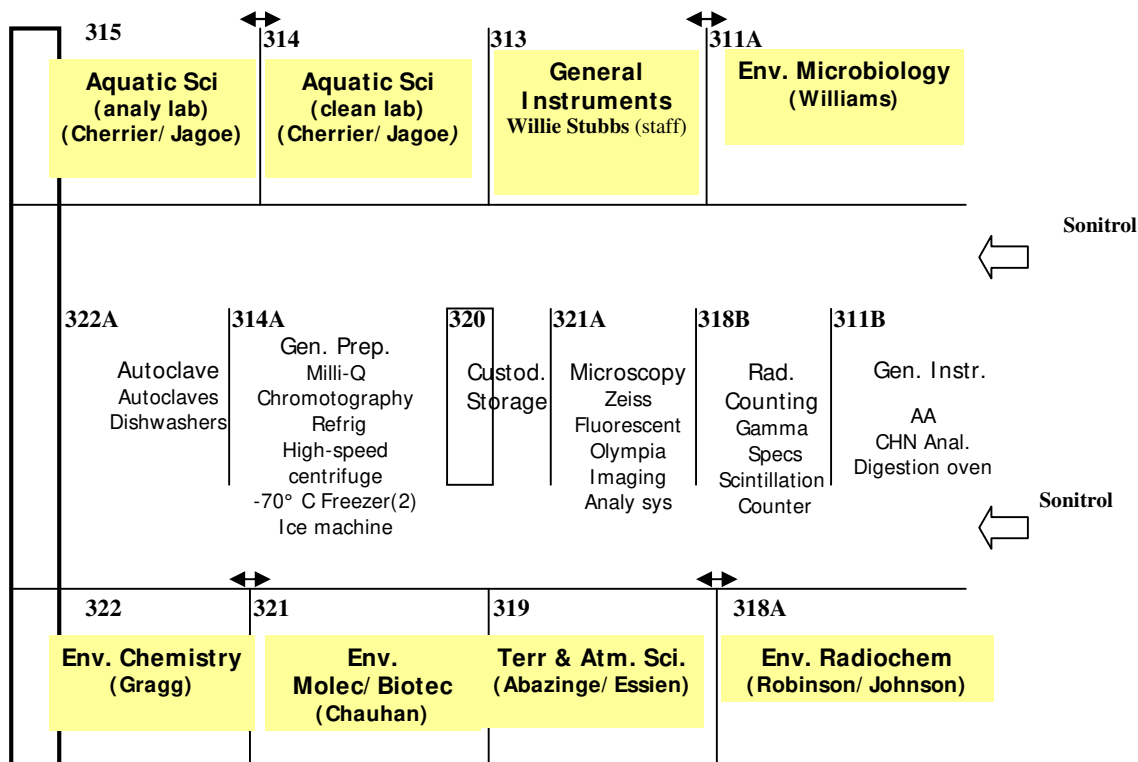 315
Aquatic Sci
(analy lab)
(Cherrier/ Jagoe)
314
Aquatic Sci
(clean lab)
(Cherrier/ Jagoe)
313
General
Instruments
Willie Stubbs (staff)
311A
Env. Microbiology
(Williams)
Sonitrol
322A
Autoclave
Autoclaves
Dishwashers
314A
Gen. Prep.
Milli-Q
Chromotography
Refrig
High-speed
centrifuge
-70° C Freezer(2)
Ice machine
320
Custod.
Storage
321A
Microscopy
Zeiss
Fluorescent
Olympia
Imaging
Analy sys
318B
Rad.
Counting
Gamma
Specs
Scintillation
Counter
311B
Gen. Instr.
AA
CHN Anal.
Digestion oven
Sonitrol
322
Env. Chemistry
(Gragg)
321
Env.
Molec/ Biotec
(Chauhan)
319
Terr & Atm. Sci.
(Abazinge/ Essien)
318A
Env. Radiochem
(Robinson/ Johnson)